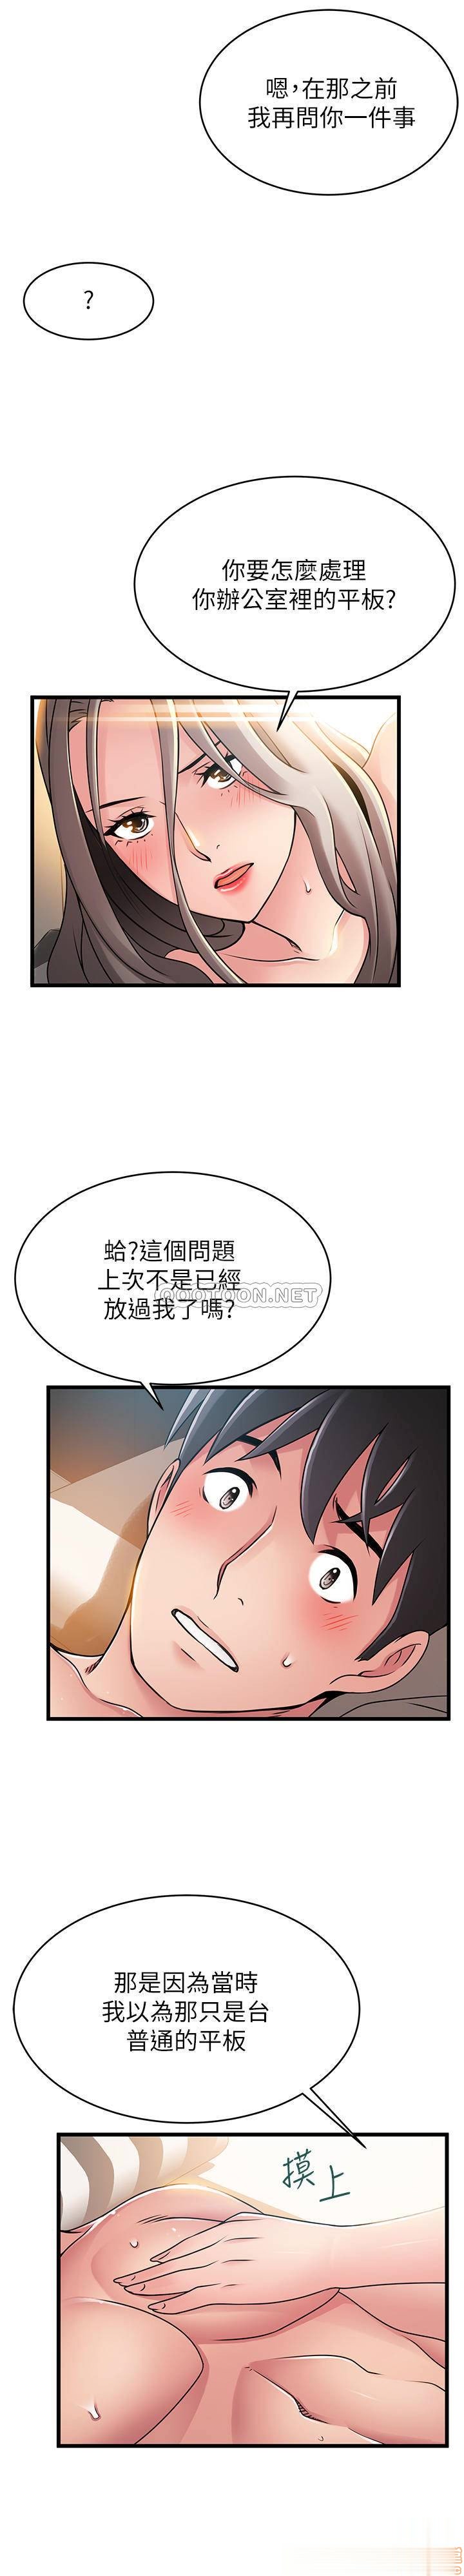 嗯，在那之前
我再問你一件事
?
你要怎麼處理
你辦公室裡的平板?
蛤?這個問題
上次不是已經
放過我了嗎?
TOON.NET
那是因為當時
我以為那只是台
普通的平板
摸上